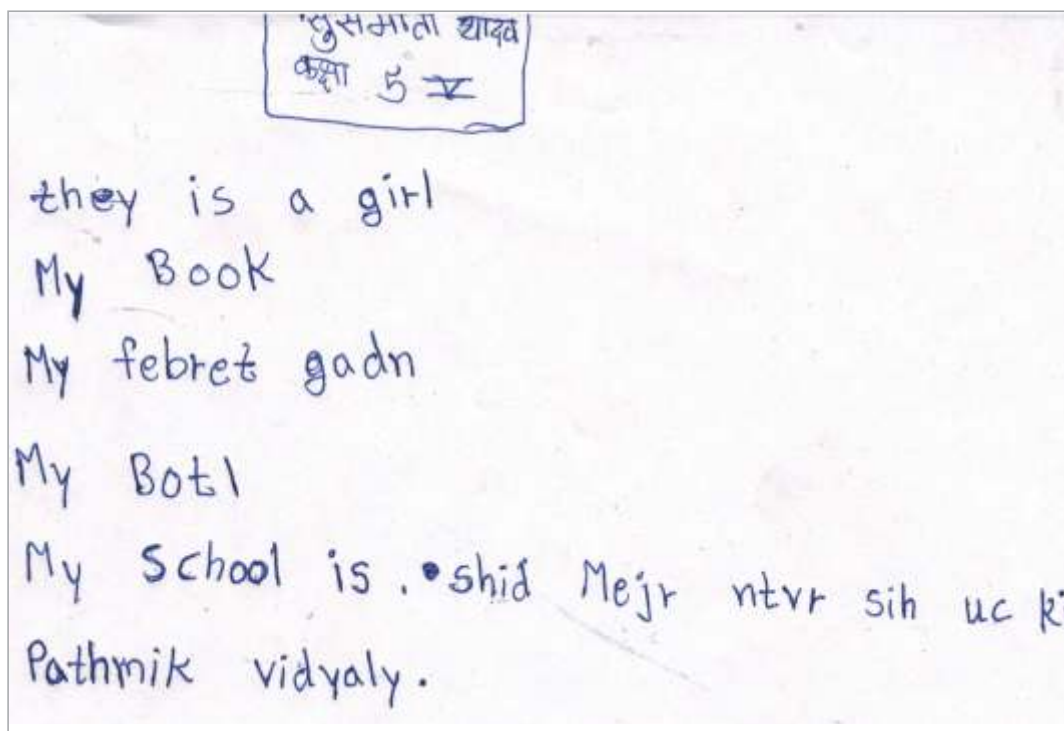 सुसमाता यादव
कक्षा 5 V
they is a girl
My Book
My febret gadn
My Botl
My School is . shid Mejr ntvr sih uc
Pathmik vidyaly.